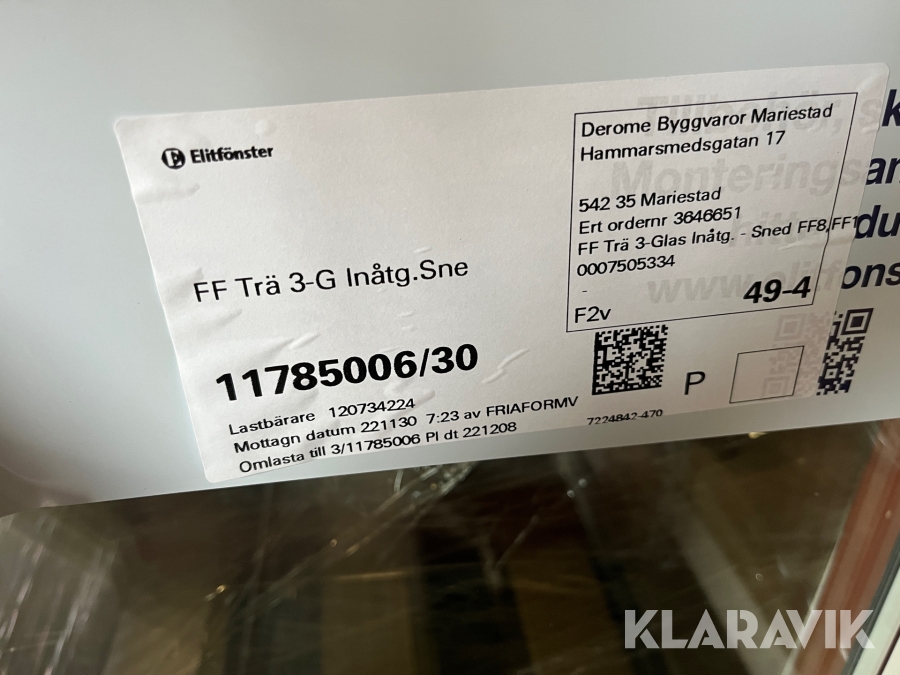 Elitfönster
FF Trä 3-G Inåtg.Sne
11785006/30
Lastbärare 120734224
Mottagn datum 221130 7:23 av FRIAFORMV
Omlasta till 3/11785006 Pl dt 221208
Derome Byggvaror Mariestad
Hammarsmedsgatan 17
542 35 Mariestad
Ert ordernr 3646651
FF Trä 3-Glas Inåtg. - Sned FF8,FF1
0007505334
-
F2v
49-4
7224842-470
P
Monterings
www.
KLARAVIK